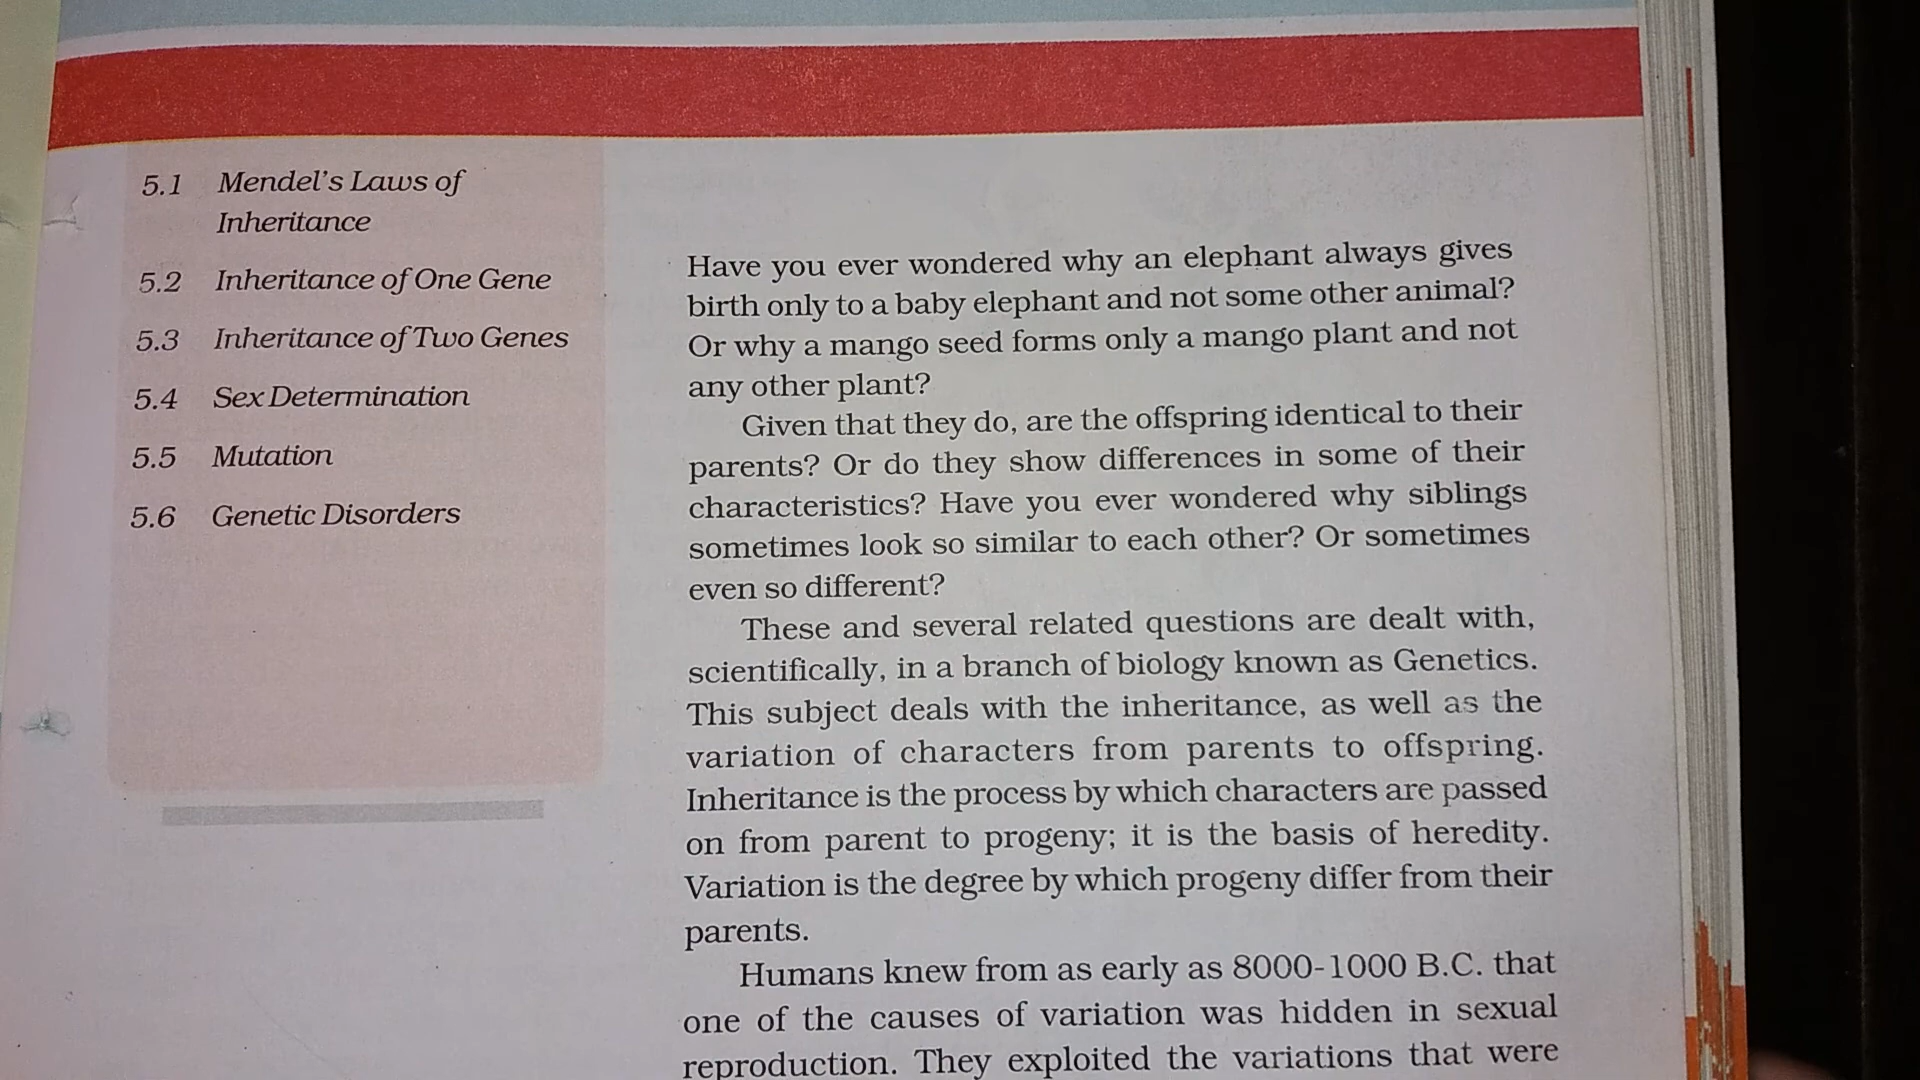 5.1 Mendel's Laws of
Inheritance
5.2 Inheritance of One Gene
5.3 Inheritance of Two Genes
5.4 Sex Determination
5.5 Mutation
5.6 Genetic Disorders
Have you ever wondered why an elephant always gives
birth only to a baby elephant and not some other animal?
Or why a mango seed forms only a mango plant and not
any other plant?
Given that they do, are the offspring identical to their
parents? Or do they show differences in some of their
characteristics? Have you ever wondered why siblings
sometimes look so similar to each other? Or sometimes
even so different?
These and several related questions are dealt with,
scientifically, in a branch of biology known as Genetics.
This subject deals with the inheritance, as well as the
variation of characters from parents to offspring.
Inheritance is the process by which characters are passed
on from parent to progeny; it is the basis of heredity.
Variation is the degree by which progeny differ from their
parents.
Humans knew from as early as 8000-1000 B.C. that
one of the causes of variation was hidden in sexual
reproduction. They exploited the variations that were